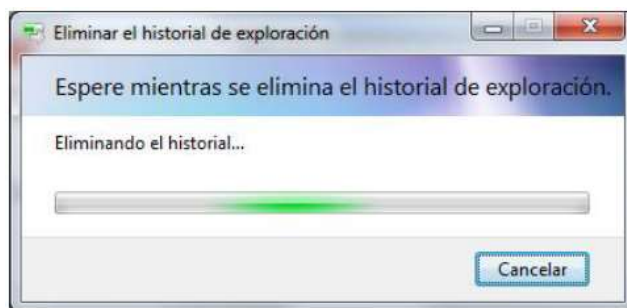 Eliminar el historial de exploración
Espere mientras se elimina el historial de exploración.
Eliminando el historial...
Cancelar